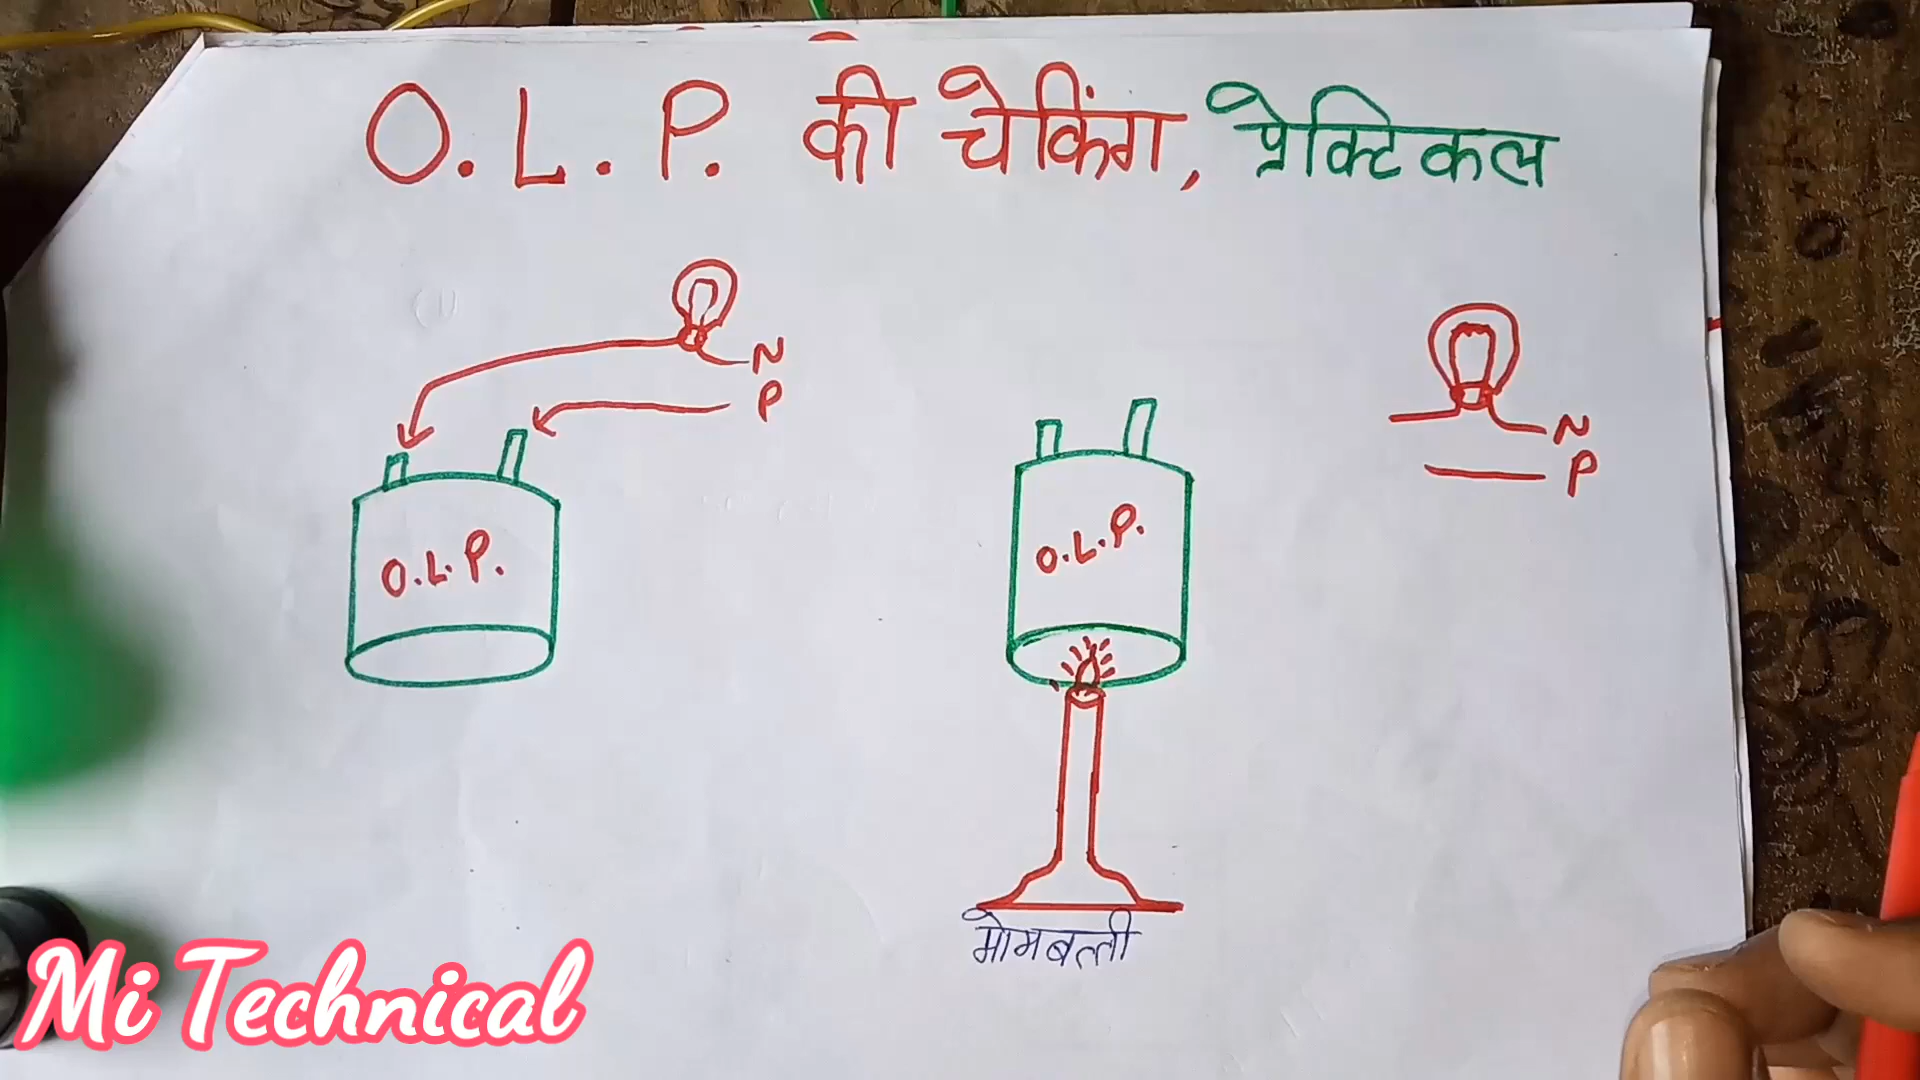 O.L.P. की चेकिंग, प्रेक्टिकल
N
P
O.L.P.
O.L.P.
N
P
मोमबत्ती
Mi Technical